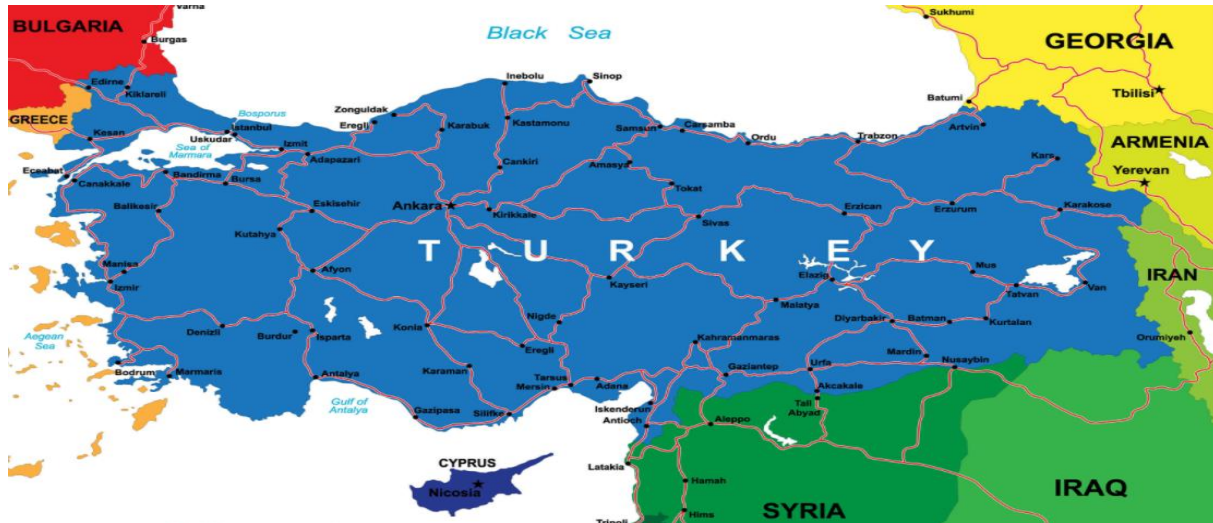 Varna
Sukhumi
BULGARIA
Burgas
Black Sea
GEORGIA
Edirne
Kiklareli
Inebolu
Sinop
Tbilisi
Zonguldak
Bosporus
Batumi
GREECE
Eregli
Karabuk
Kastamonu
Samsun
Carsamba
Ordu
Trabzon
Artvin
Kesan
Istanbul
Uskudar
Sea of
Marmara
Izmit
Adapazari
ARMENIA
Kars
Yerevan
Eceabat
Canakkale
Bandirma
Bursa
Cankiri
Amasya
Tokat
Balikesir
Eskisehir
Ankara
Kirikkale
Sivas
Erzican
Erzurum
Karakose
Kutahya
TURKEY
Manisa
Afyon
Kayseri
Elazig
Mus
IRAN
Izmir
Tatvan
Van
Malatya
Denizli
Burdur
Isparta
Konia
Nigde
Diyarbakir
Batman
Kurtalan
Aegean
Sea
Eregli
Kahramanmaras
Orumiyeh
Bodrum
Marmaris
Antalya
Karaman
Mersin
Tarsus
Adana
Gaziantep
Urfa
Mardin
Nusaybin
Gulf of
Antalya
Gazipasa
Silifke
Iskenderun
Antioch
Akcakale
Tall
Abyad
Aleppo
CYPRUS
Nicosia
Latakia
Hamah
Hims
Tripoli
SYRIA
IRAQ